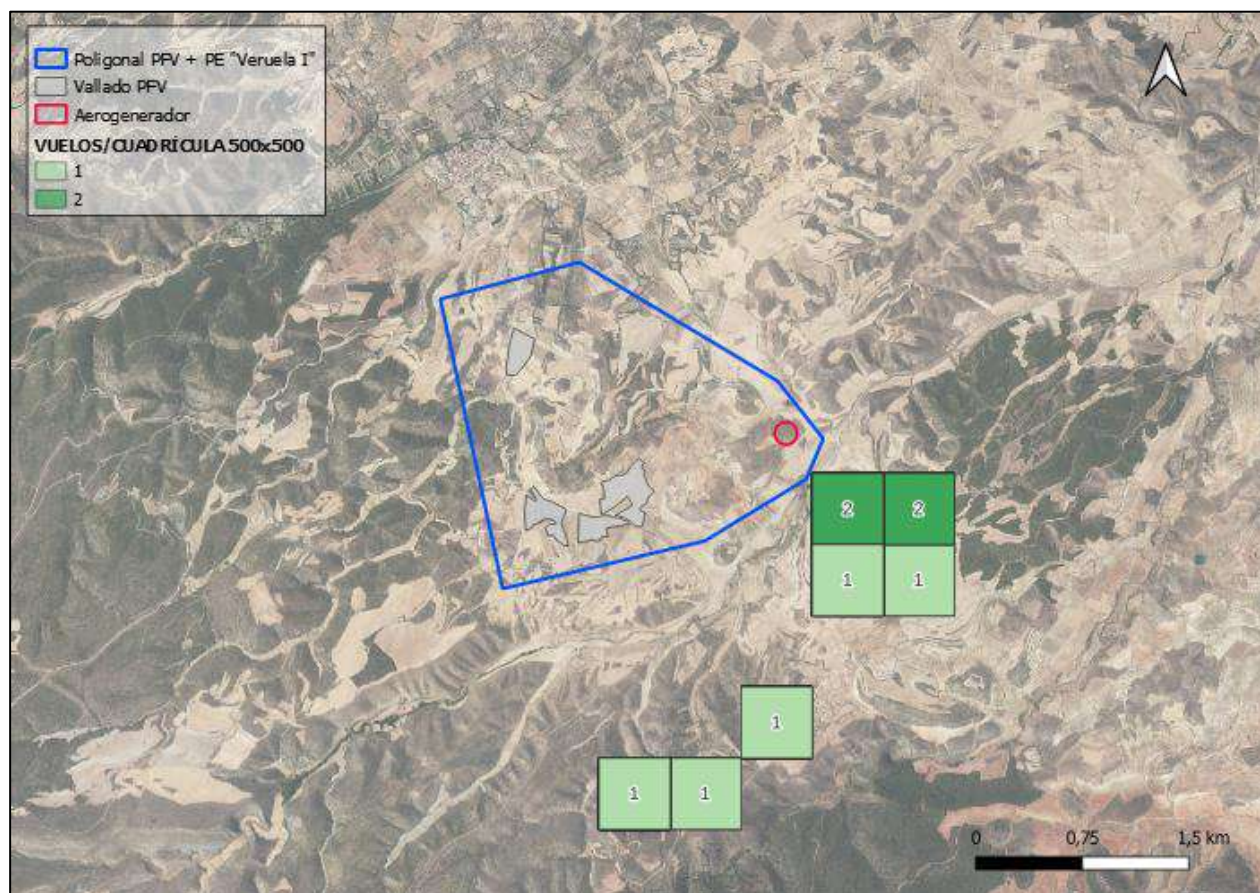 Poligonal PFV + PE "Veruela I"
Vallado PFV
Aerogenerador
VUELOS/CUADRÍCULA 500x500
1
2
2 2
1 1
1
1 1
0 0,75 1,5 km